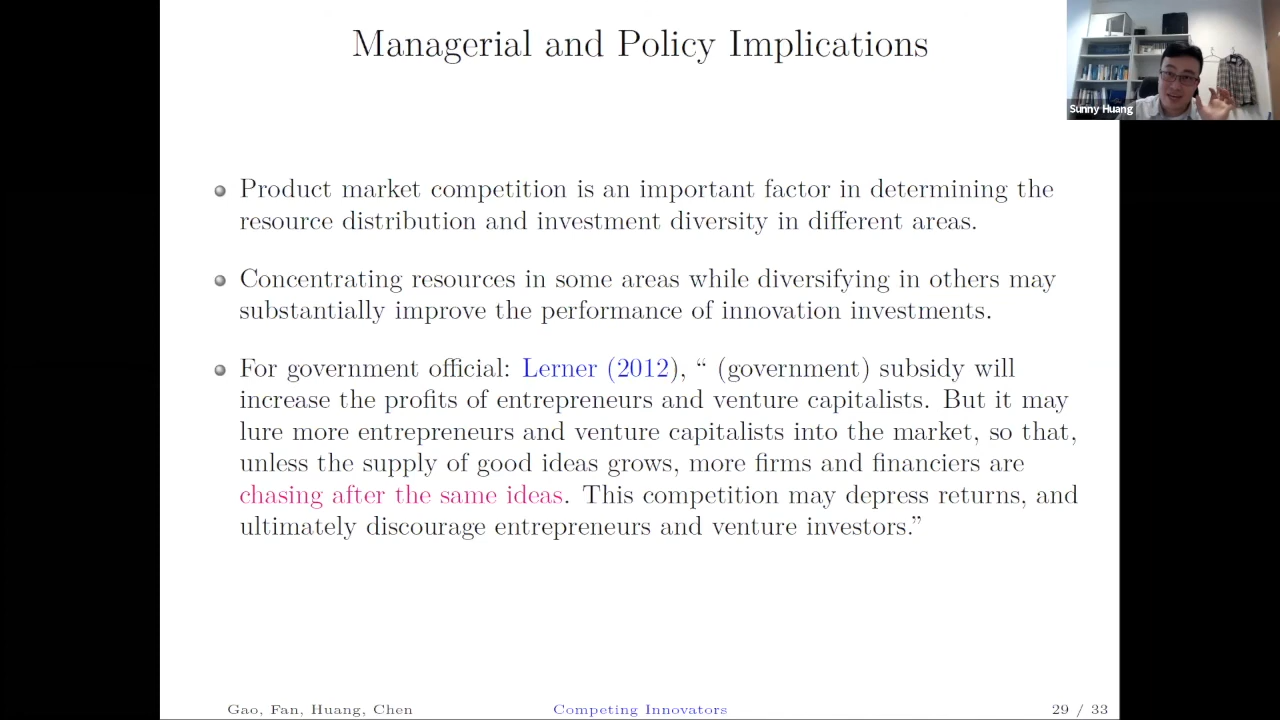 Managerial and Policy Implications
Sunny Huang
Product market competition is an important factor in determining the
resource distribution and investment diversity in different areas.
Concentrating resources in some areas while diversifying in others may
substantially improve the performance of innovation investments.
For government official: Lerner (2012), “ (government) subsidy will
increase the profits of entrepreneurs and venture capitalists. But it may
lure more entrepreneurs and venture capitalists into the market, so that,
unless the supply of good ideas grows, more firms and financiers are
chasing after the same ideas. This competition may depress returns, and
ultimately discourage entrepreneurs and venture investors.”
Gao, Fan, Huang, Chen
Competing Innovators
29 / 33